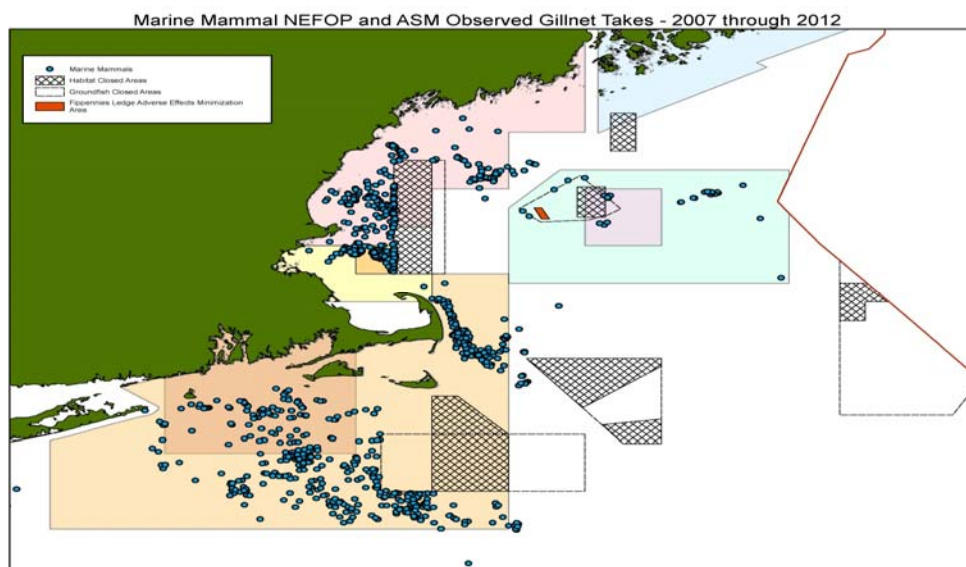 Marine Mammal NEFOP and ASM Observed Gillnet Takes - 2007 through 2012
Marine Mammals
Habitat Closed Areas
Groundfish Closed Areas
Fippennies Ledge Adverse Effects Minimization
Area